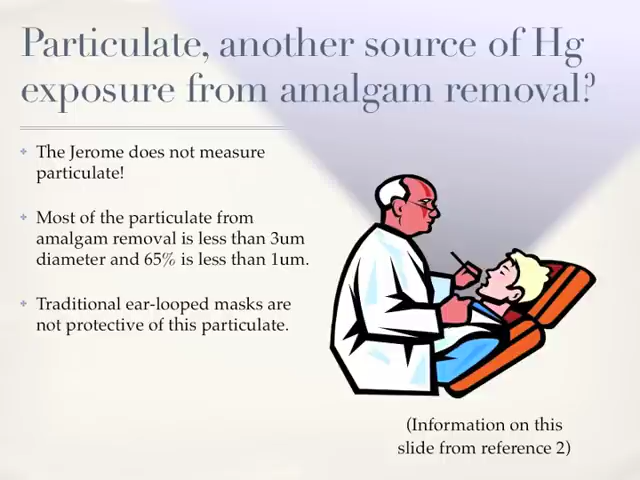 Particulate, another source of Hg
exposure from amalgam removal?
The Jerome does not measure
particulate!
Most of the particulate from
amalgam removal is less than 3um
diameter and 65% is less than 1um.
Traditional ear-looped masks are
not protective of this particulate.
(Information on this
slide from reference 2)